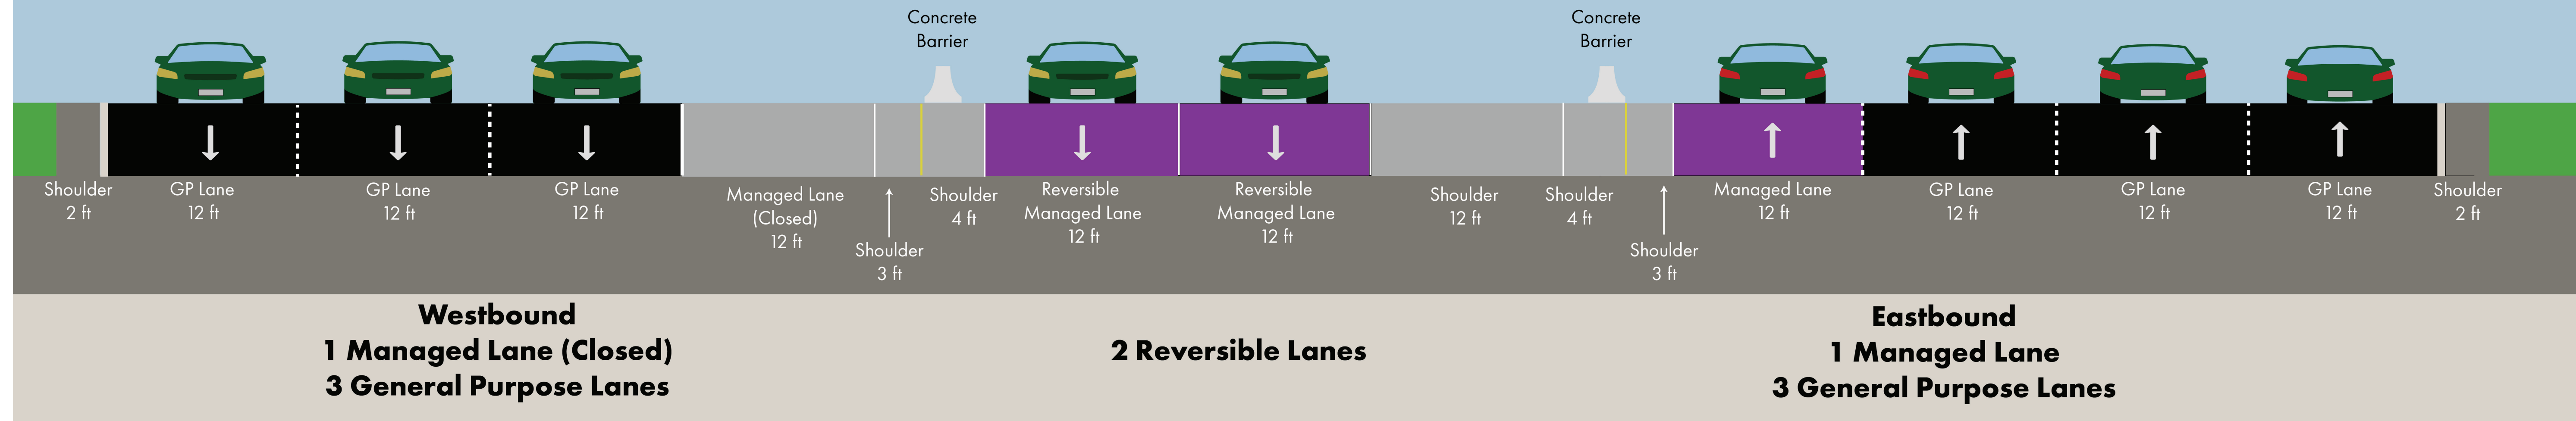 Concrete
Barrier
Concrete
Barrier
Shoulder
2 ft
GP Lane
12 ft
GP Lane
12 ft
GP Lane
12 ft
Managed Lane
(Closed)
12 ft
Shoulder
3 ft
Shoulder
4 ft
Reversible
Managed Lane
12 ft
Reversible
Managed Lane
12 ft
Shoulder
12 ft
Shoulder
4 ft
Shoulder
3 ft
Managed Lane
12 ft
GP Lane
12 ft
GP Lane
12 ft
GP Lane
12 ft
Shoulder
2 ft
Westbound
1 Managed Lane (Closed)
3 General Purpose Lanes
2 Reversible Lanes
Eastbound
1 Managed Lane
3 General Purpose Lanes